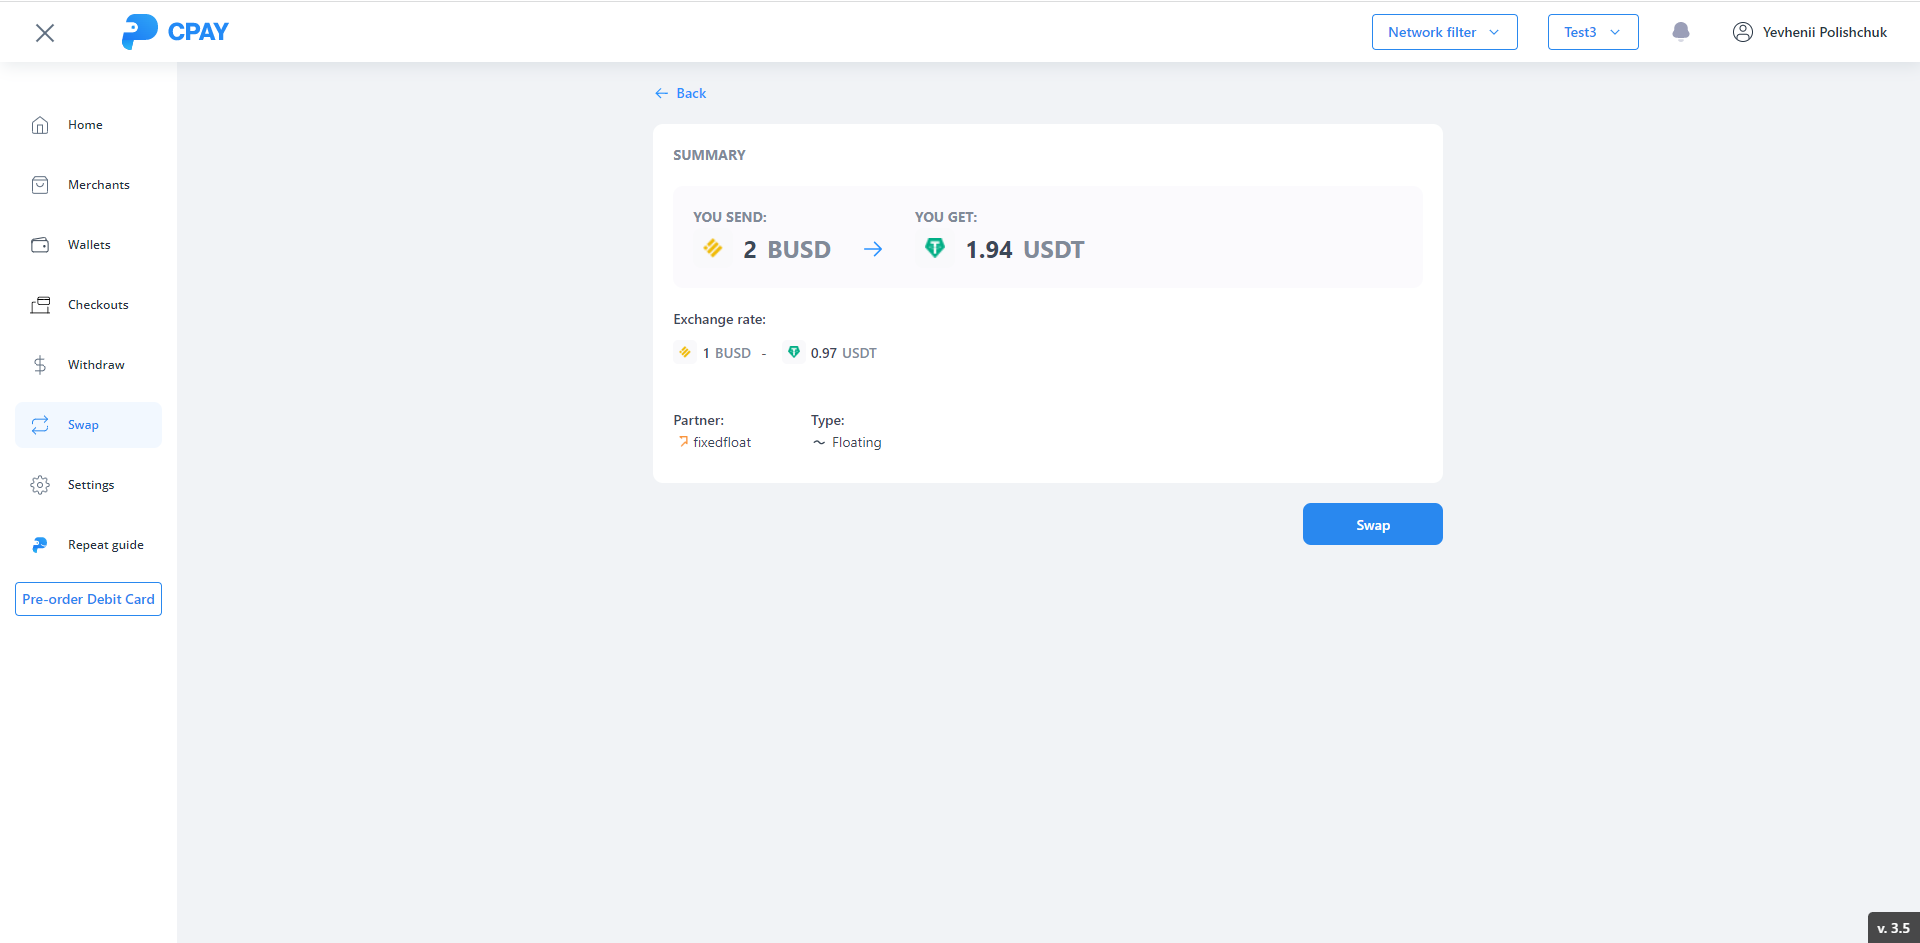 CPAY
Network filter
Test3
Yevhenii Polishchuk
Home
Merchants
Wallets
Checkouts
Withdraw
Swap
Settings
Repeat guide
Pre-order Debit Card
Back
SUMMARY
YOU SEND: YOU GET:
2 BUSD 1.94 USDT
Exchange rate:
1 BUSD - 0.97 USDT
Partner: Type:
fixedfloat Floating
Swap
v. 3.5